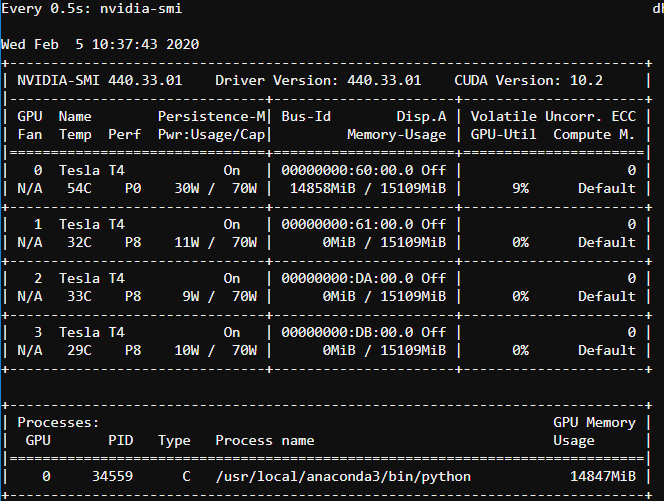 Every 0.5s: nvidia-smi
Wed Feb  5 10:37:43 2020
+-----------------------------------------------------------------------------+
| NVIDIA-SMI 440.33.01    Driver Version: 440.33.01    CUDA Version: 10.2     |
|-------------------------------+----------------------+----------------------+
| GPU  Name        Persistence-M| Bus-Id        Disp.A | Volatile Uncorr. ECC |
| Fan  Temp  Perf  Pwr:Usage/Cap|         Memory-Usage | GPU-Util  Compute M. |
|===============================+======================+======================|
|   0  Tesla T4            On   | 00000000:60:00.0 Off |                    0 |
| N/A   54C    P0    30W /  70W |  14858MiB / 15109MiB |      9%      Default |
+-------------------------------+----------------------+----------------------+
|   1  Tesla T4            On   | 00000000:61:00.0 Off |                    0 |
| N/A   32C    P8    11W /  70W |      0MiB / 15109MiB |      0%      Default |
+-------------------------------+----------------------+----------------------+
|   2  Tesla T4            On   | 00000000:DA:00.0 Off |                    0 |
| N/A   33C    P8     9W /  70W |      0MiB / 15109MiB |      0%      Default |
+-------------------------------+----------------------+----------------------+
|   3  Tesla T4            On   | 00000000:DB:00.0 Off |                    0 |
| N/A   29C    P8    10W /  70W |      0MiB / 15109MiB |      0%      Default |
+-------------------------------+----------------------+----------------------+
+-----------------------------------------------------------------------------+
| Processes:                                                       GPU Memory |
|  GPU       PID   Type   Process name                             Usage      |
|=============================================================================|
|    0     34559      C   /usr/local/anaconda3/bin/python            14847MiB |
+-----------------------------------------------------------------------------+